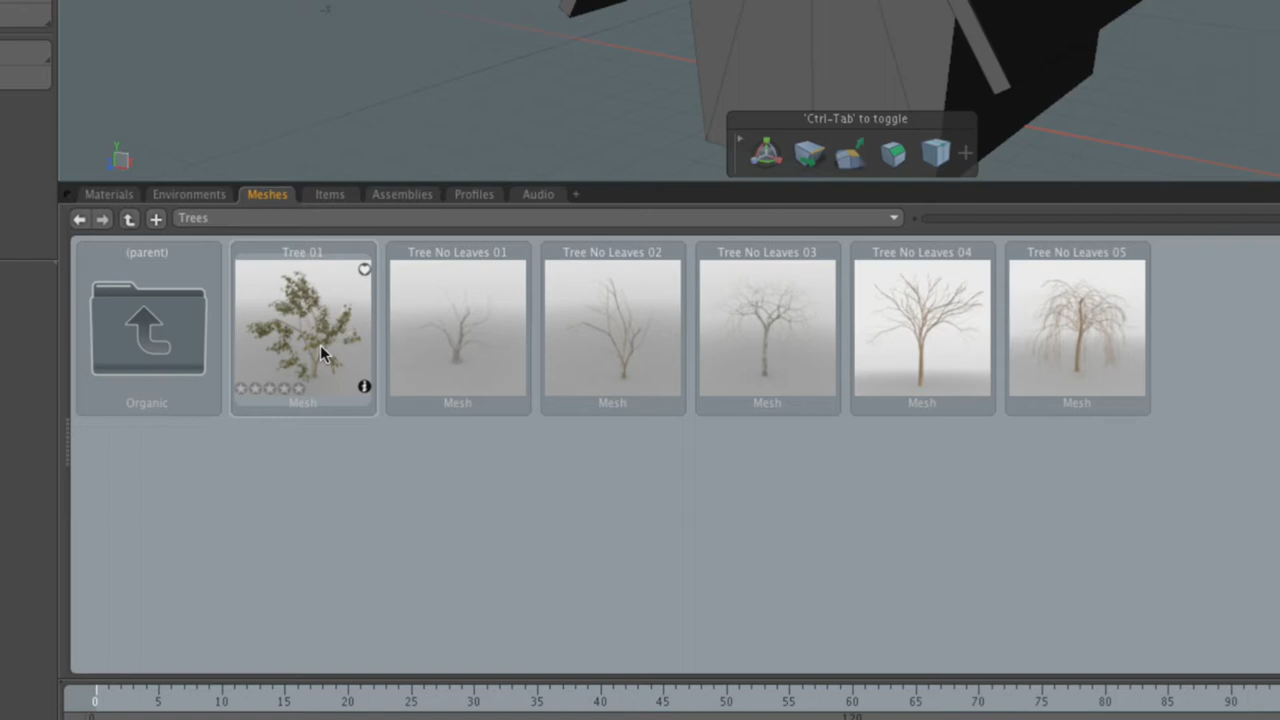 'Ctrl-Tab' to toggle
Y
Materials Environments Meshes Items Assemblies Profiles Audio +
Trees
(parent) Tree 01 Tree No Leaves 01 Tree No Leaves 02 Tree No Leaves 03 Tree No Leaves 04 Tree No Leaves 05
Organic Mesh Mesh Mesh Mesh Mesh Mesh
0 5 10 15 20 25 30 35 40 45 50 55 60 65 70 75 80 85 90
0 120